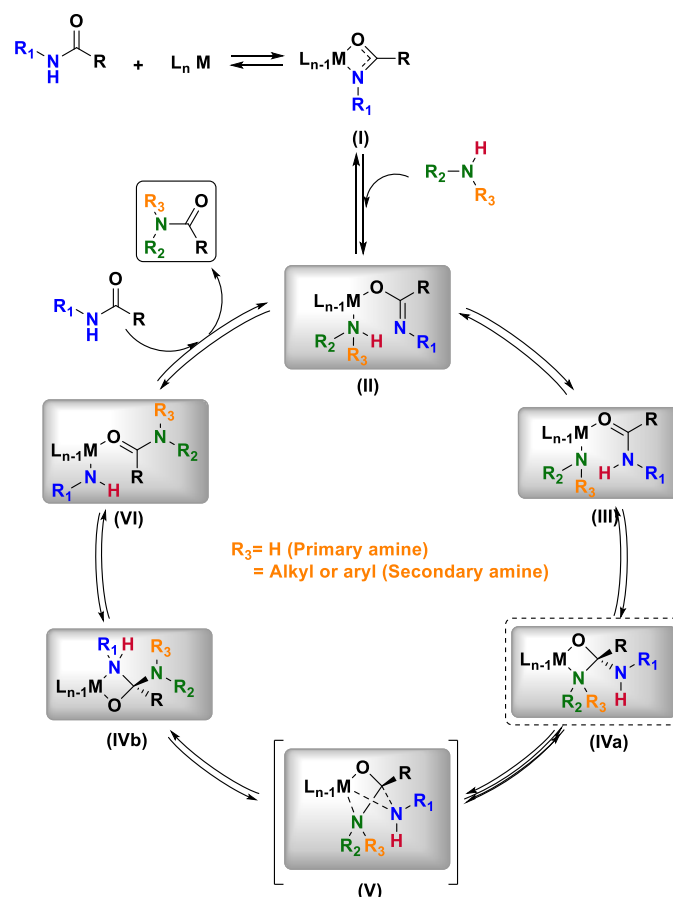 O
R₁ N H R
+ LₙM
Lₙ₋₁M O N R R₁
(I)
H
R₂ N R₃
R₃ O
N
R₂ R
O
R₁ N H R
Lₙ₋₁M O R
N H N
R₂ R₃ R₁
(II)
Lₙ₋₁M O R
R₂ N H N R₁
R₃
(III)
R₃
Lₙ₋₁M O N R₂
N R
R₁ H
(VI)
R₃= H (Primary amine)
= Alkyl or aryl (Secondary amine)
R₁ H R₃
N N
Lₙ₋₁M R₂
O R
(IVb)
O R
Lₙ₋₁M R₁
N N
R₂ R₃ H
(IVa)
O R
Lₙ₋₁M R₁
N N
R₂ R₃ H
(V)